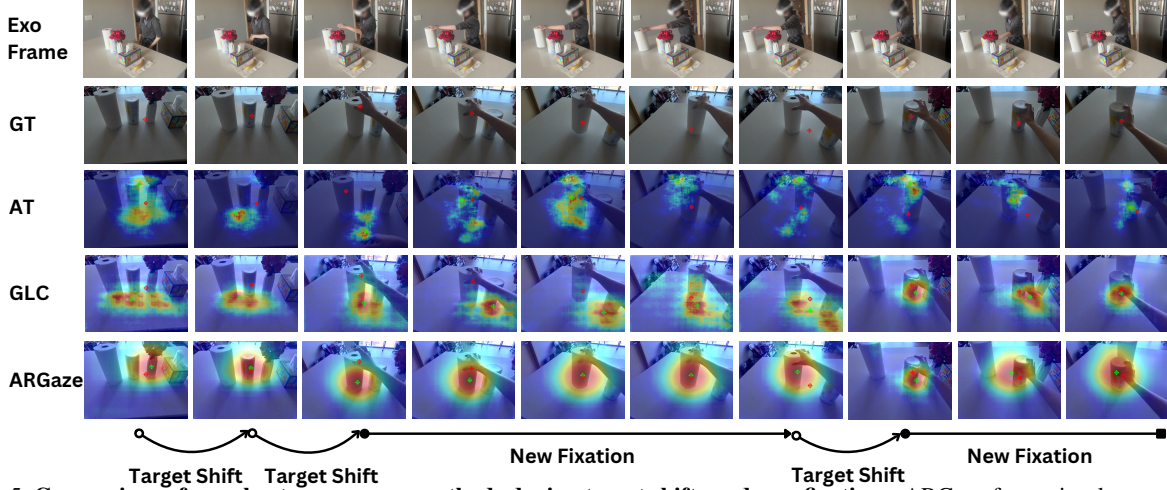 Exo
Frame
GT
AT
GLC
ARGaze
New Fixation
New Fixation
Target Shift
Target Shift
Target Shift